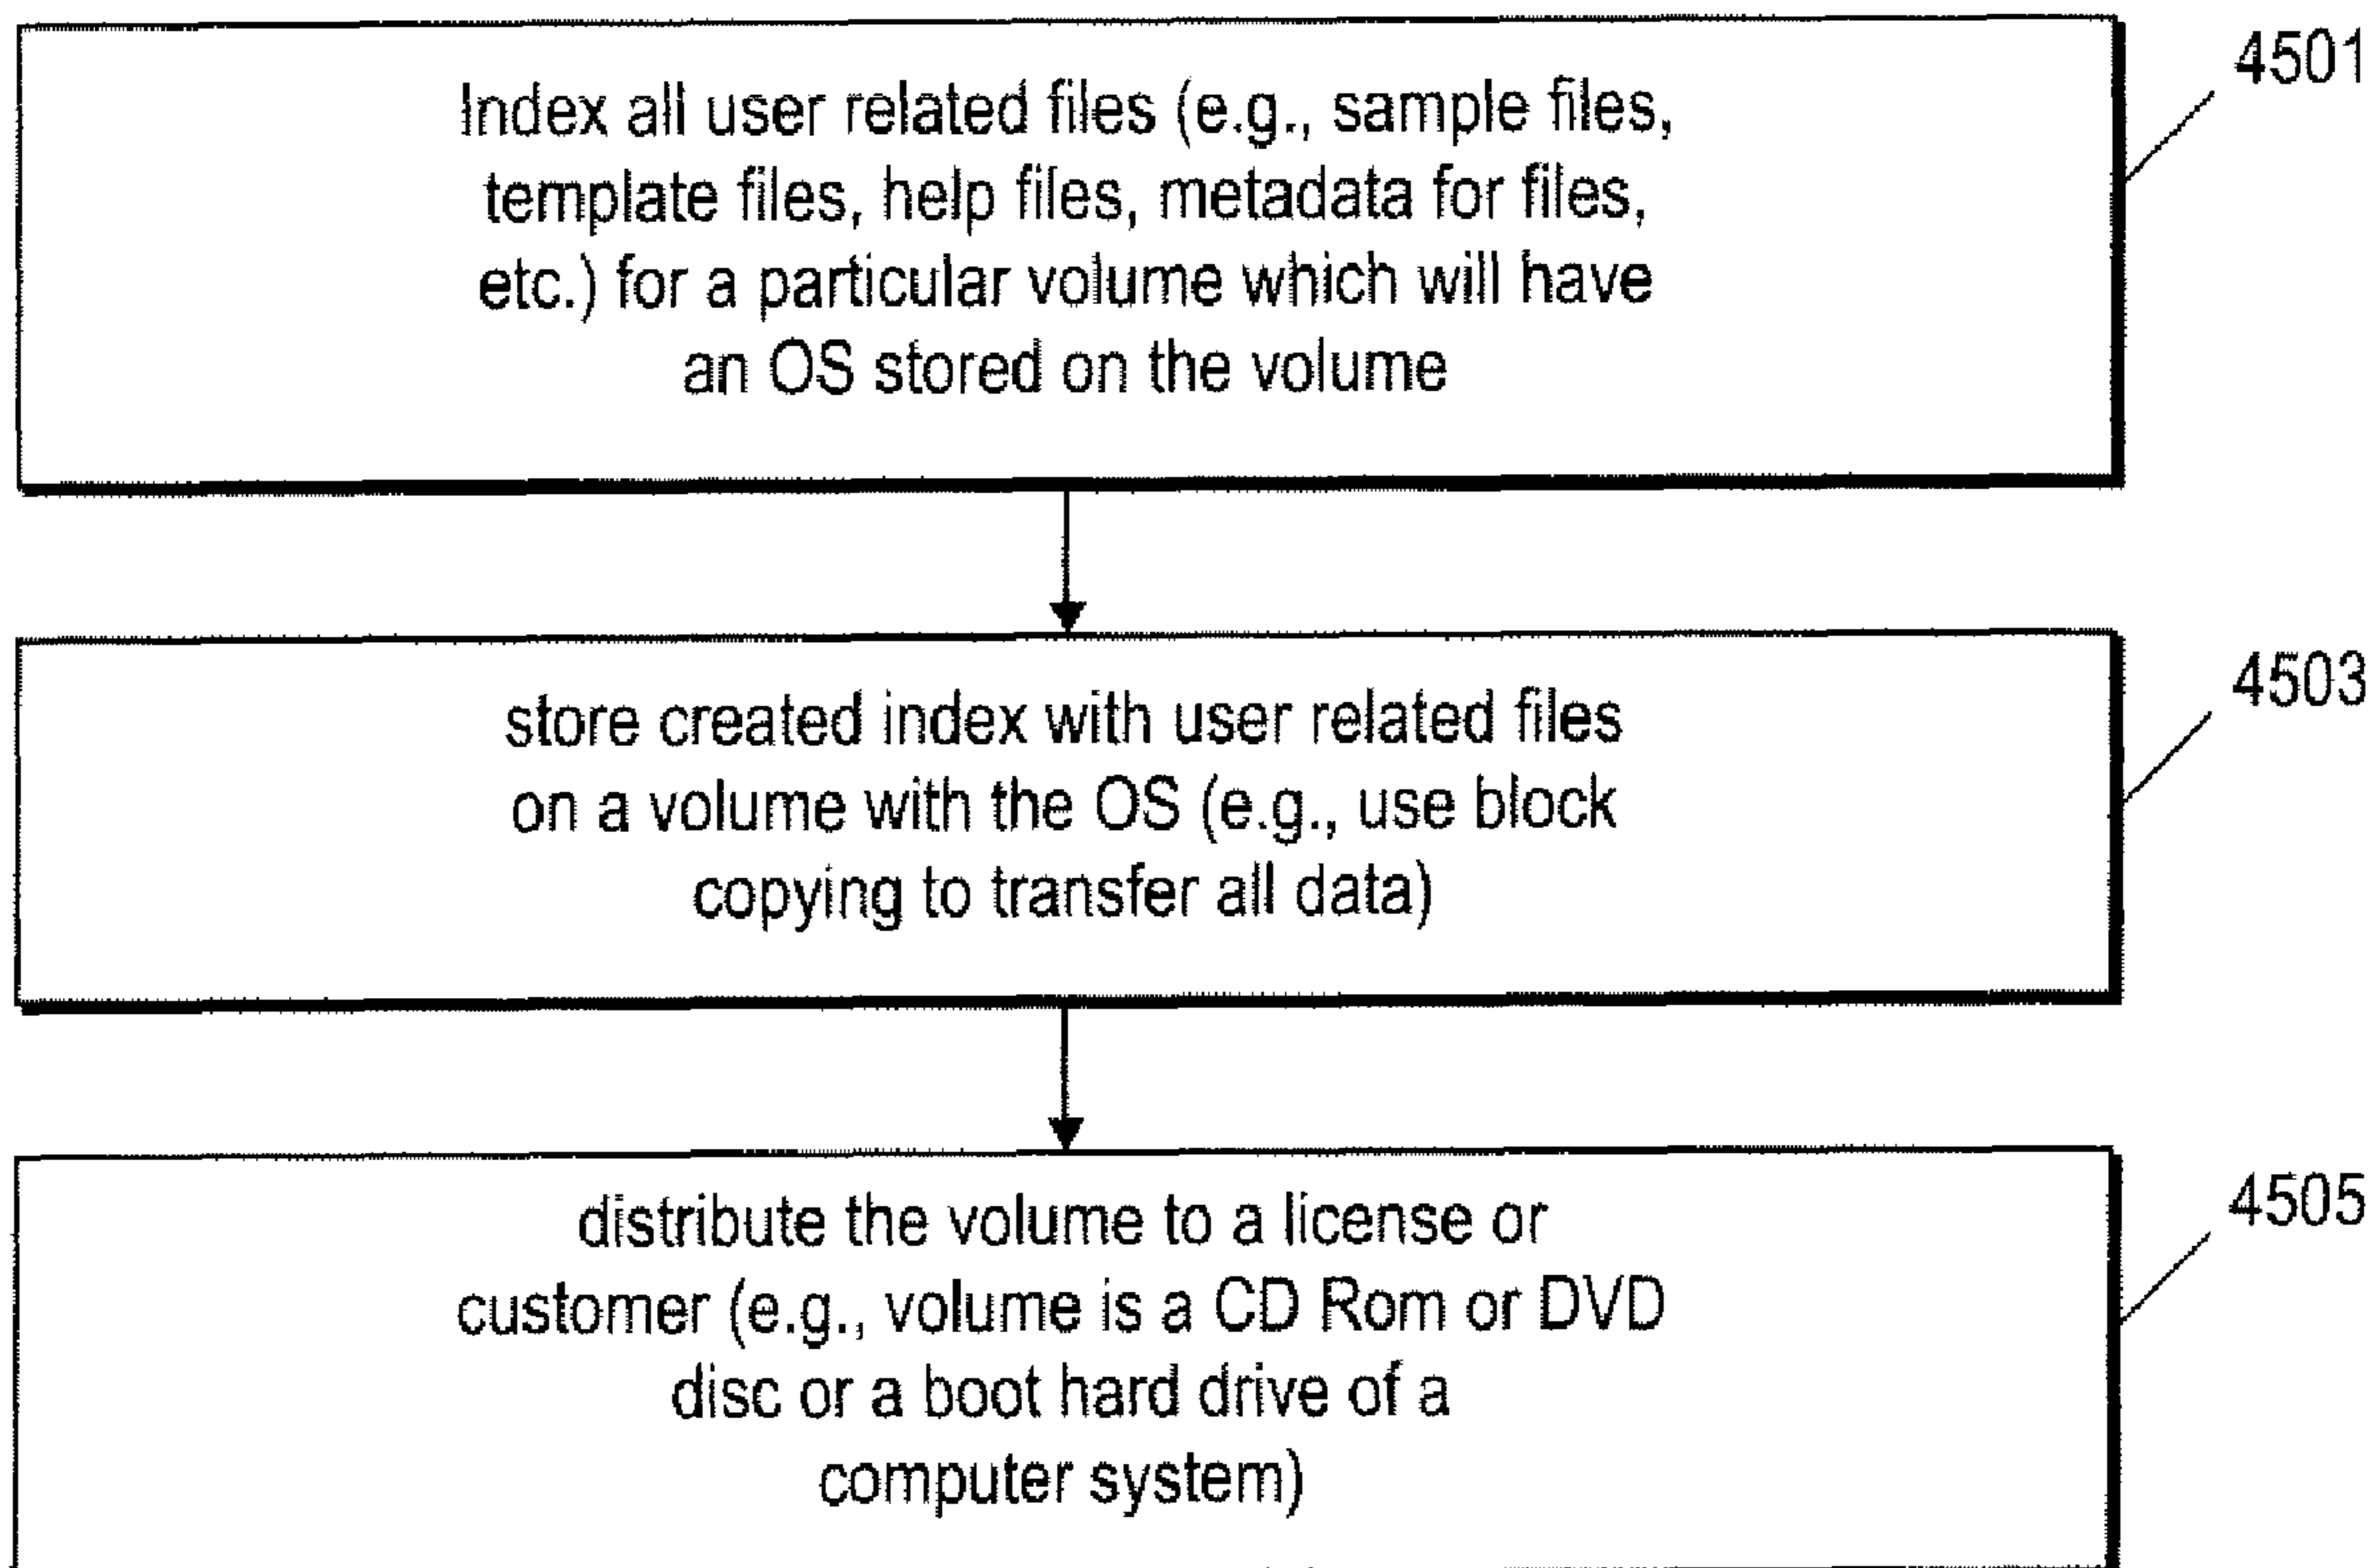 4501
Index all user related files (e.g., sample files,
template files, help files, metadata for files,
etc.) for a particular volume which will have
an OS stored on the volume
4503
store created index with user related files
on a volume with the OS (e.g., use block
copying to transfer all data)
4505
distribute the volume to a license or
customer (e.g., volume is a CD Rom or DVD
disc or a boot hard drive of a
computer system)